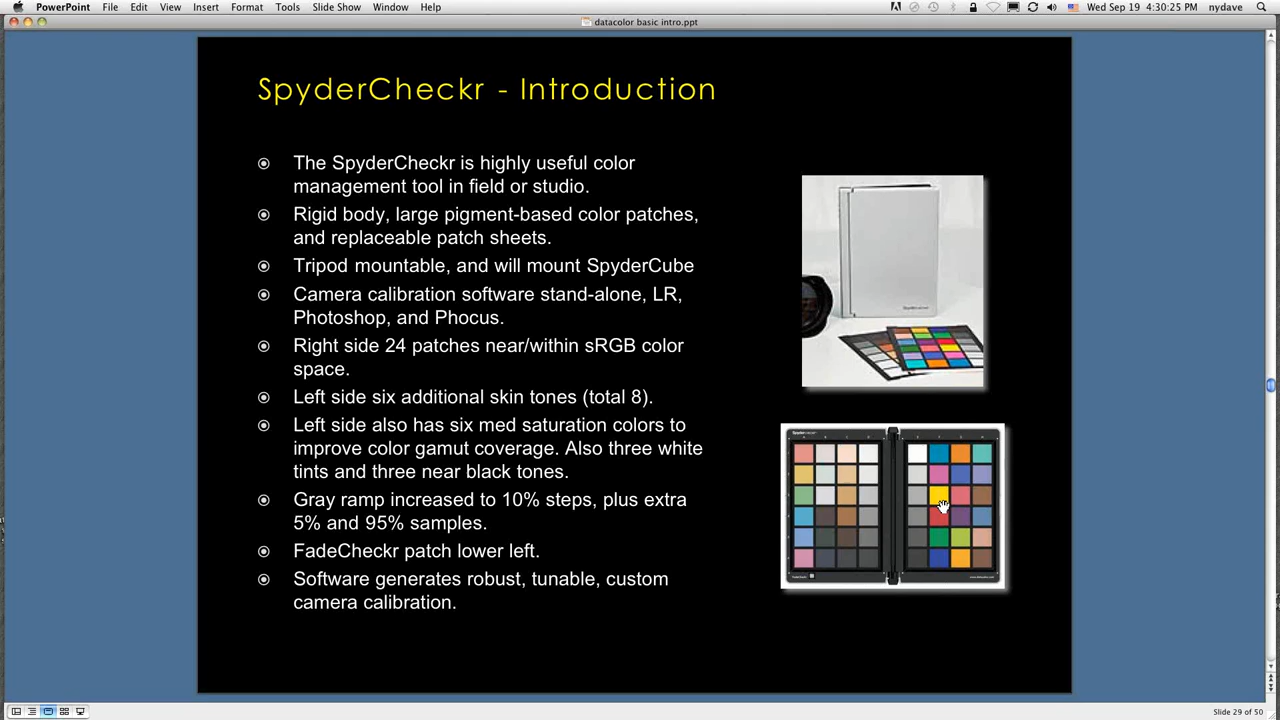 PowerPoint File Edit View Insert Format Tools Slide Show Window Help Wed Sep 19 4:30:25 PM nydave
datacolor basic intro.ppt
SpyderCheckr - Introduction
The SpyderCheckr is highly useful color
management tool in field or studio.
Rigid body, large pigment-based color patches,
and replaceable patch sheets.
Tripod mountable, and will mount SpyderCube
Camera calibration software stand-alone, LR,
Photoshop, and Phocus.
Right side 24 patches near/within sRGB color
space.
Left side six additional skin tones (total 8).
Left side also has six med saturation colors to
improve color gamut coverage. Also three white
tints and three near black tones.
Gray ramp increased to 10% steps, plus extra
5% and 95% samples.
FadeCheckr patch lower left.
Software generates robust, tunable, custom
camera calibration.
Slide 29 of 50